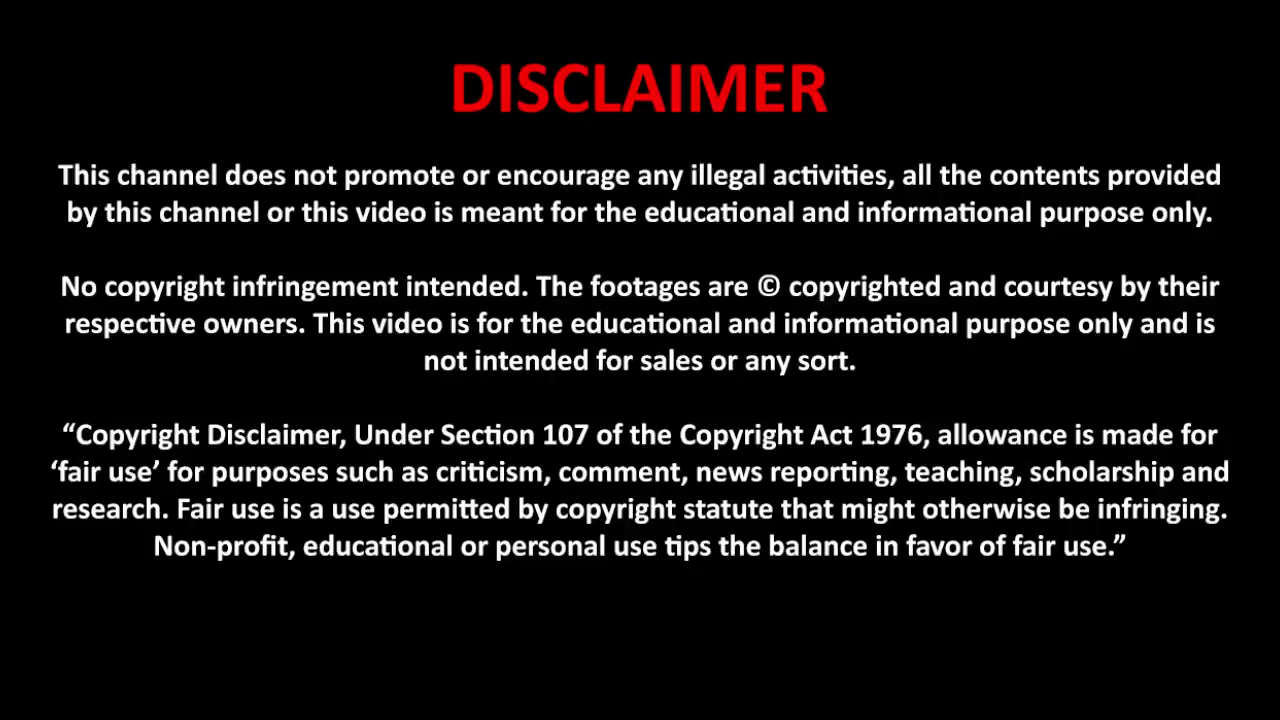 DISCLAIMER
This channel does not promote or encourage any illegal activities, all the contents provided
by this channel or this video is meant for the educational and informational purpose only.
No copyright infringement intended. The footages are © copyrighted and courtesy by their
respective owners. This video is for the educational and informational purpose only and is
not intended for sales or any sort.
“Copyright Disclaimer, Under Section 107 of the Copyright Act 1976, allowance is made for
‘fair use’ for purposes such as criticism, comment, news reporting, teaching, scholarship and
research. Fair use is a use permitted by copyright statute that might otherwise be infringing.
Non-profit, educational or personal use tips the balance in favor of fair use.”